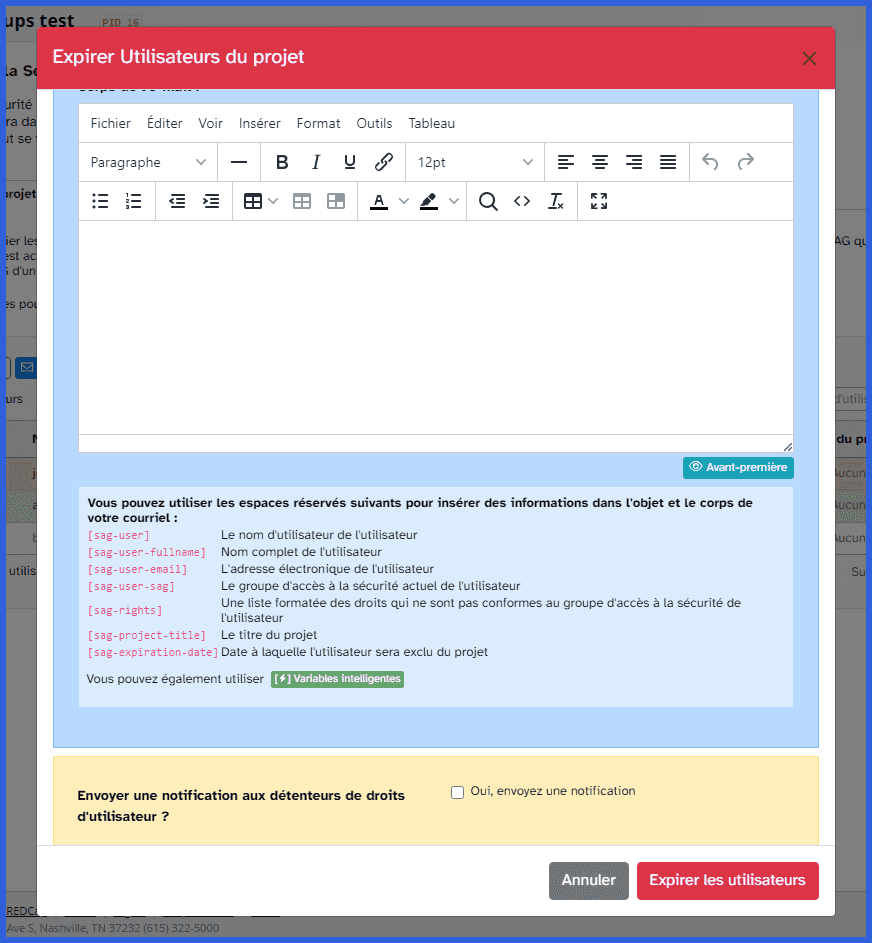 ups test PID 16
Expirer Utilisateurs du projet
Fichier Éditer Voir Insérer Format Outils Tableau
Paragraphe B I U 12pt
A
Avant-première
Vous pouvez utiliser les espaces réservés suivants pour insérer des informations dans l'objet et le corps de
votre courriel :
[sag-user] Le nom d'utilisateur de l'utilisateur
[sag-user-fullname] Nom complet de l'utilisateur
[sag-user-email] L'adresse électronique de l'utilisateur
[sag-user-sag] Le groupe d'accès à la sécurité actuel de l'utilisateur
[sag-rights] Une liste formatée des droits qui ne sont pas conformes au groupe d'accès à la sécurité de
l'utilisateur
[sag-project-title] Le titre du projet
[sag-expiration-date] Date à laquelle l'utilisateur sera exclu du projet
Vous pouvez également utiliser [⚡] Variables intelligentes
Envoyer une notification aux détenteurs de droits
d'utilisateur ?
Oui, envoyez une notification
Annuler Expirer les utilisateurs
Ave S, Nashville, TN 37232 (615) 322-5000